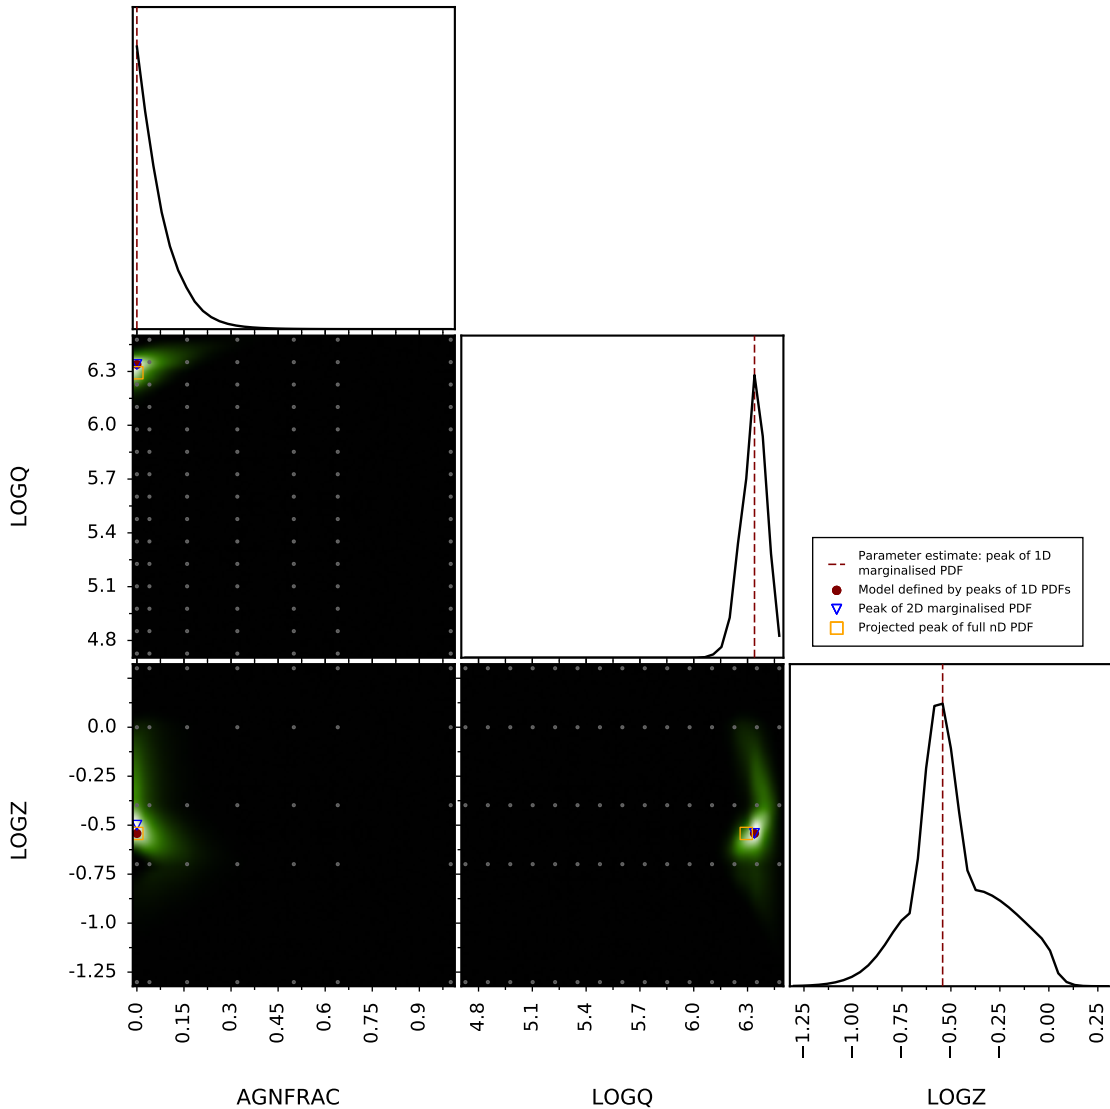 6.3
6.0
5.7
5.4
5.1
4.8
LOGQ
Parameter estimate: peak of 1D
marginalised PDF
Model defined by peaks of 1D PDFs
Peak of 2D marginalised PDF
Projected peak of full nD PDF
0.0
-0.25
-0.5
-0.75
-1.0
-1.25
LOGZ
0.0 0.15 0.3 0.45 0.6 0.75 0.9
4.8 5.1 5.4 5.7 6.0 6.3
−1.25 −1.00 −0.75 −0.50 −0.25 0.00 0.25
AGNFRAC LOGQ LOGZ